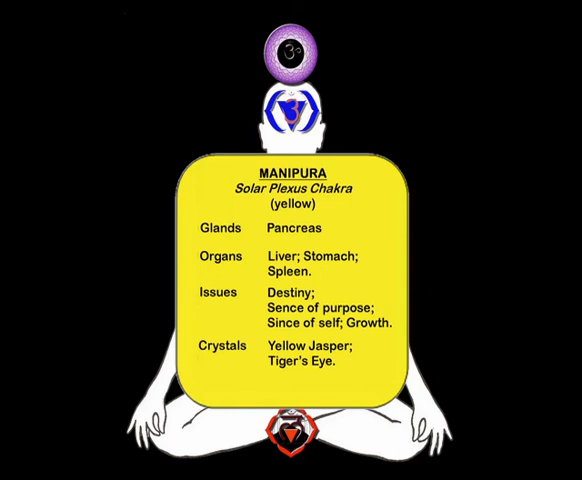 ॐ
MANIPURA
Solar Plexus Chakra
(yellow)
Glands Pancreas
Organs Liver; Stomach;
Spleen.
Issues Destiny;
Sence of purpose;
Since of self; Growth.
Crystals Yellow Jasper;
Tiger's Eye.